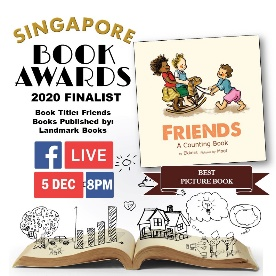 SINGAPORE
BOOK
AWARDS
2020 FINALIST
Book Title: Friends
Books Published by:
Landmark Books
f LIVE
5 DEC 8PM
FRIENDS
A Counting Book
BEST
PICTURE BOOK